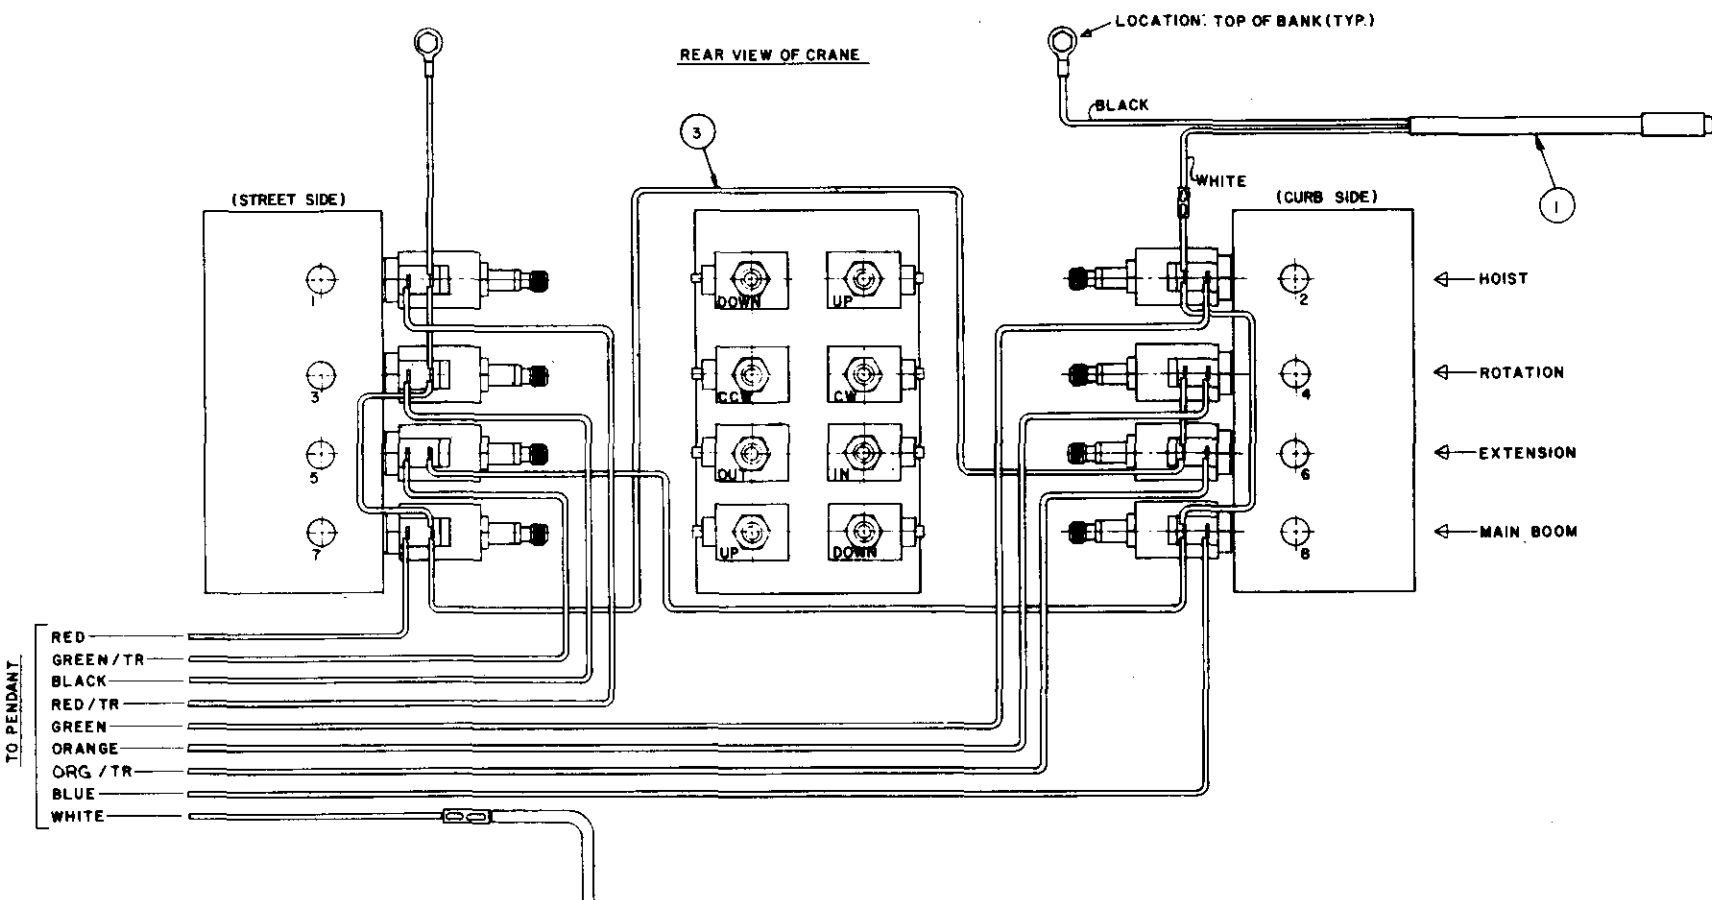 LOCATION: TOP OF BANK (TYP.)
REAR VIEW OF CRANE
BLACK
3
WHITE
(STREET SIDE)
(CURB SIDE)
1
1
DOWN
UP
2
HOIST
3
CCW
CW
4
ROTATION
5
OUT
IN
6
EXTENSION
7
UP
DOWN
8
MAIN BOOM
TO PENDANT
RED
GREEN/TR
BLACK
RED/TR
GREEN
ORANGE
ORG/TR
BLUE
WHITE